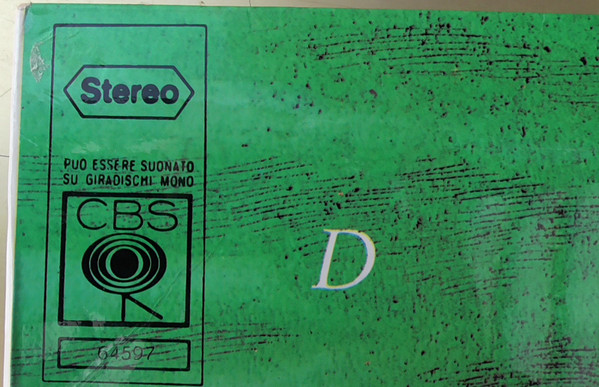 Stereo
PUO ESSERE SUONATO
SU GIRADISCHI MONO
CBS
D
64597